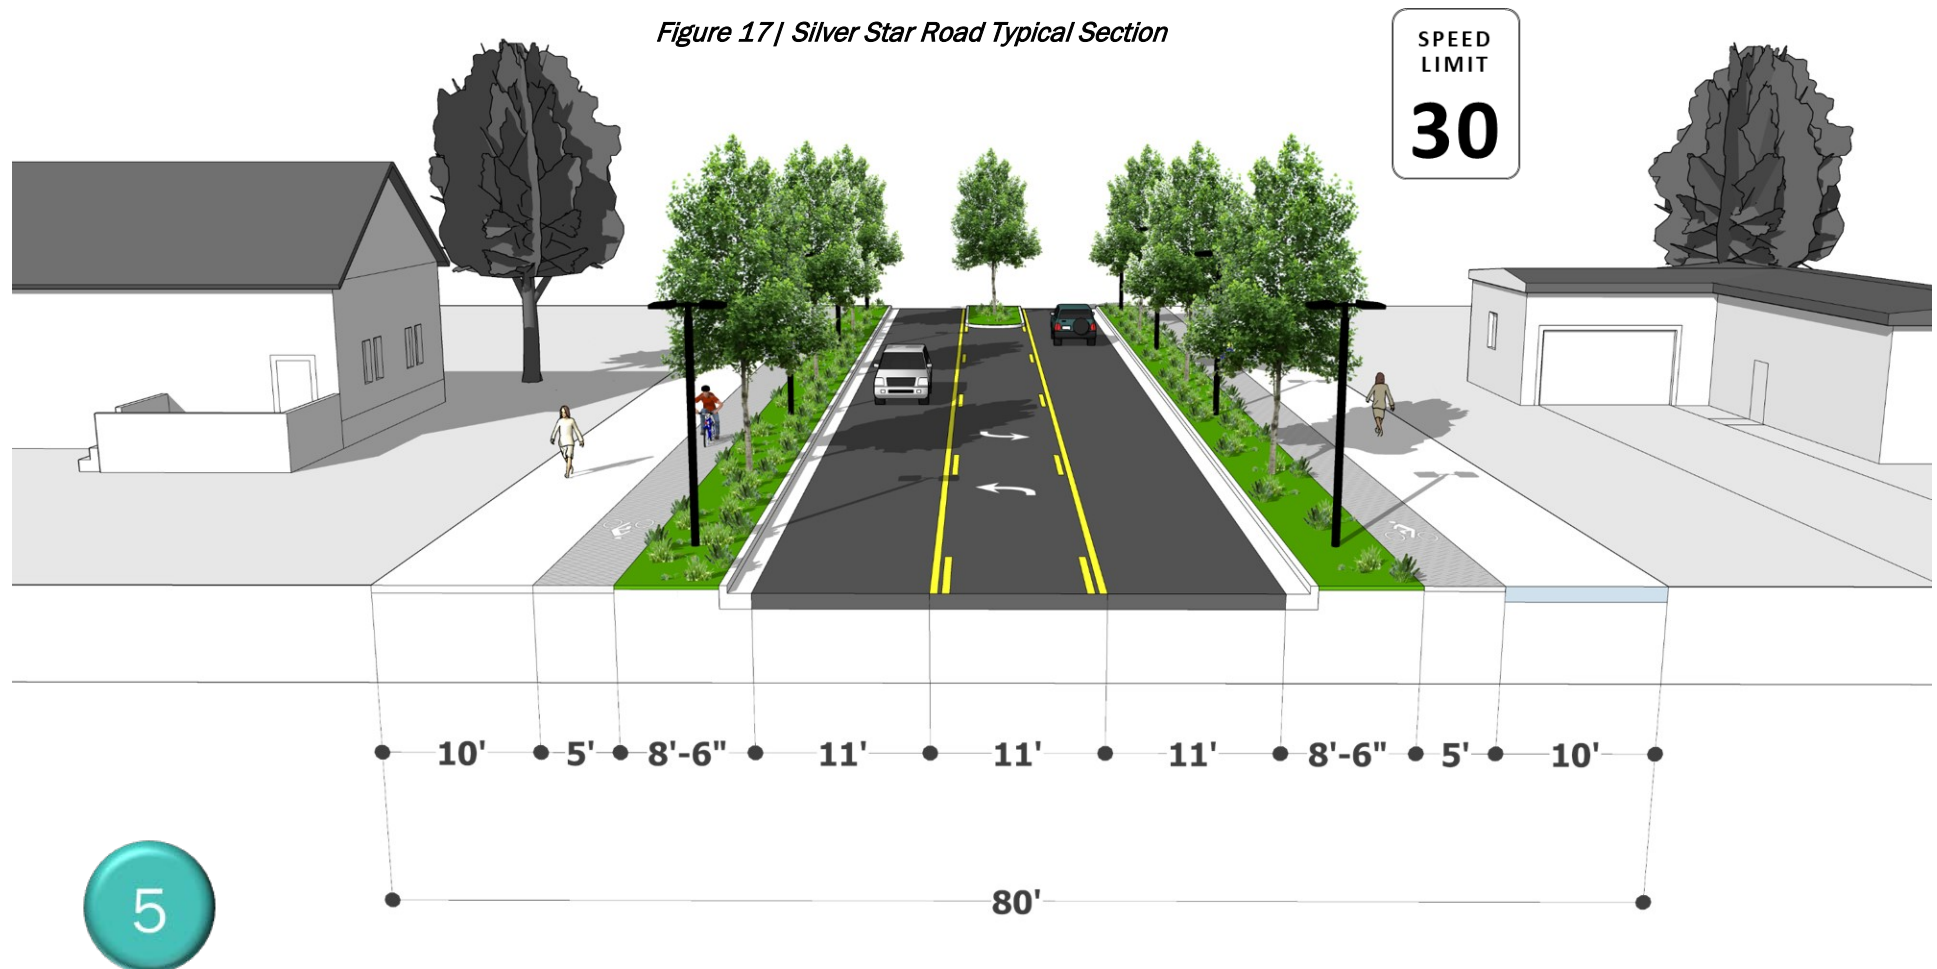 Figure 17| Silver Star Road Typical Section
SPEED
LIMIT
30
10' 5' 8'-6" 11' 11' 11' 8'-6" 5' 10'
80'
5